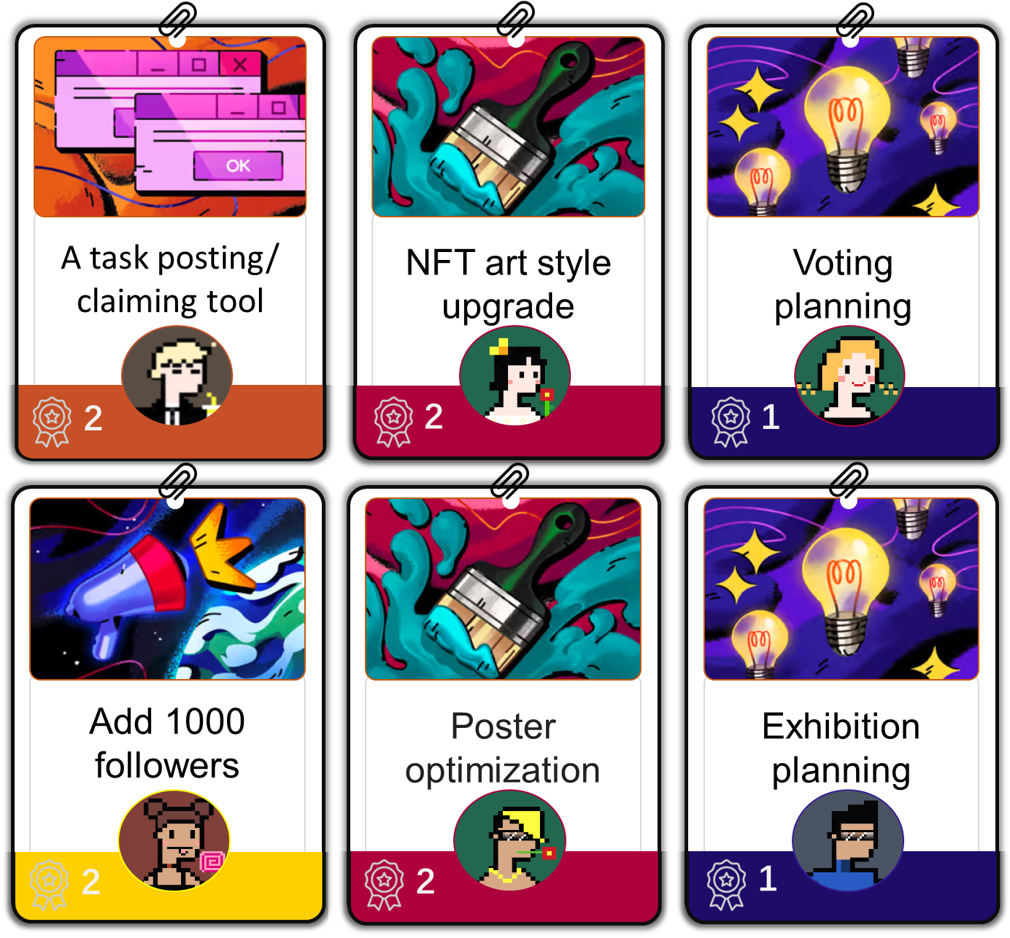 OK
A task posting/
claiming tool
2
NFT art style
upgrade
2
Voting
planning
1
Add 1000
followers
2
Poster
optimization
2
Exhibition
planning
1